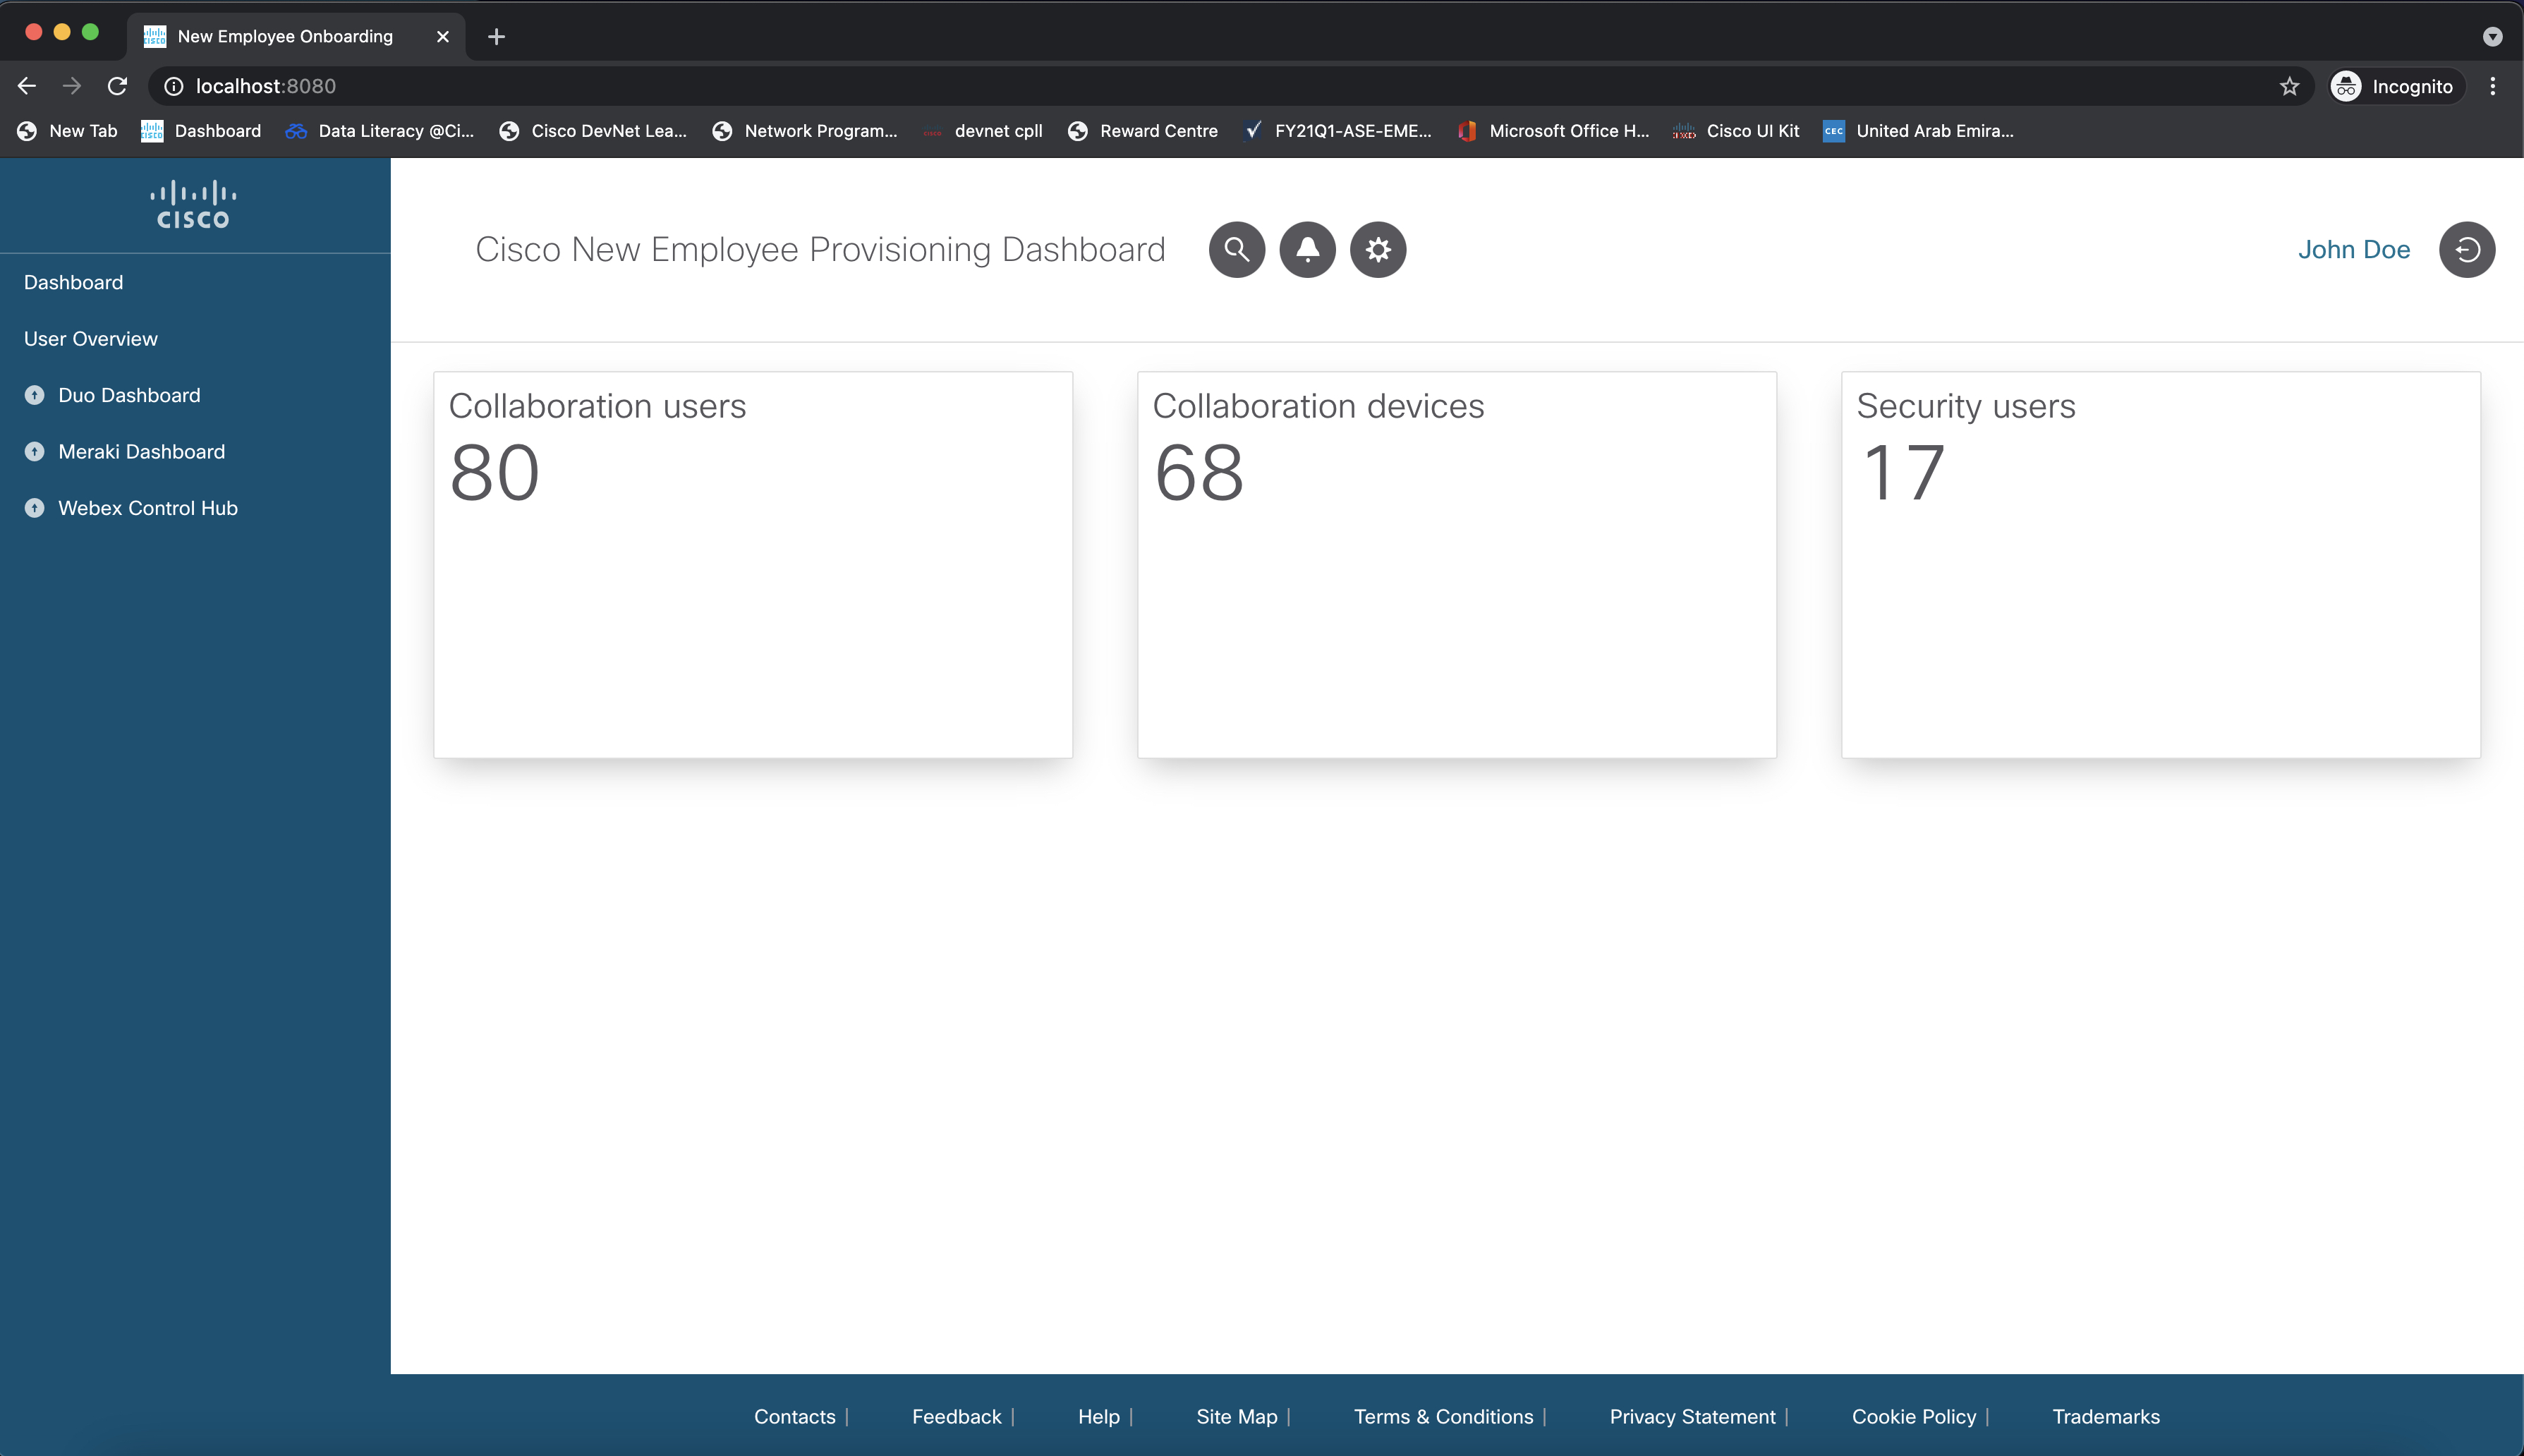 New Employee Onboarding
localhost:8080
Incognito
New Tab
Dashboard
Data Literacy @Ci...
Cisco DevNet Lea...
Network Program...
devnet cpll
Reward Centre
FY21Q1-ASE-EME...
Microsoft Office H...
Cisco UI Kit
CEC
United Arab Emira...
CISCO
Dashboard
User Overview
Duo Dashboard
Meraki Dashboard
Webex Control Hub
Cisco New Employee Provisioning Dashboard
John Doe
Collaboration users
80
Collaboration devices
68
Security users
17
Contacts |
Feedback |
Help |
Site Map |
Terms & Conditions |
Privacy Statement |
Cookie Policy |
Trademarks